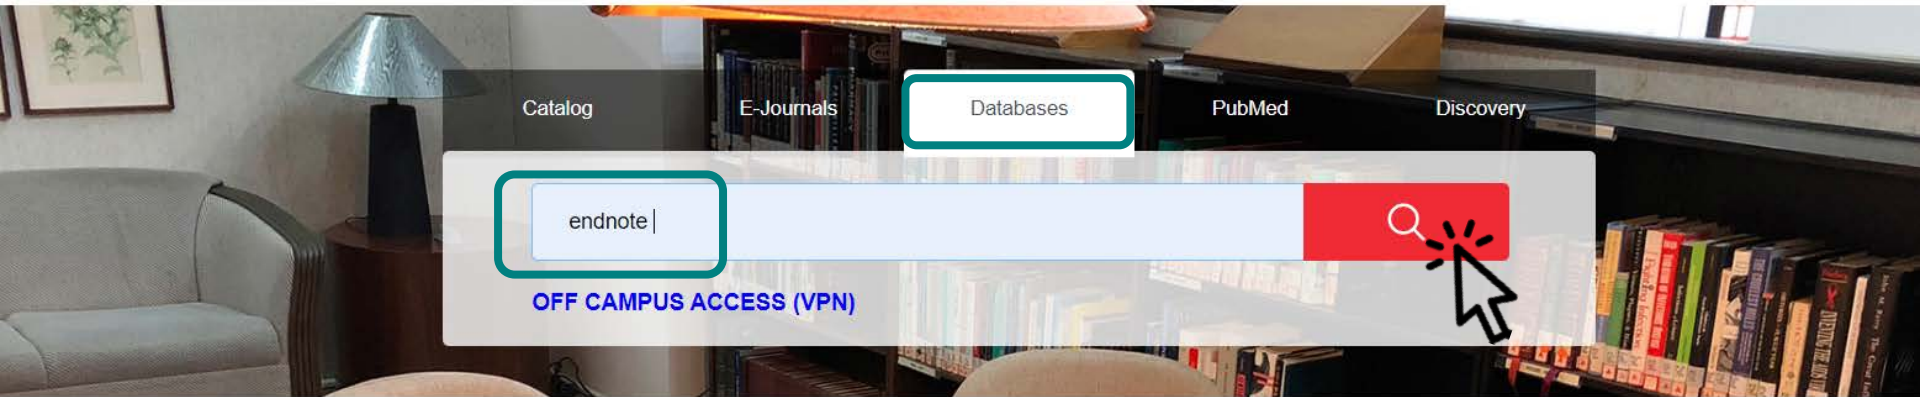 Catalog E-Journals Databases PubMed Discovery
endnote
OFF CAMPUS ACCESS (VPN)